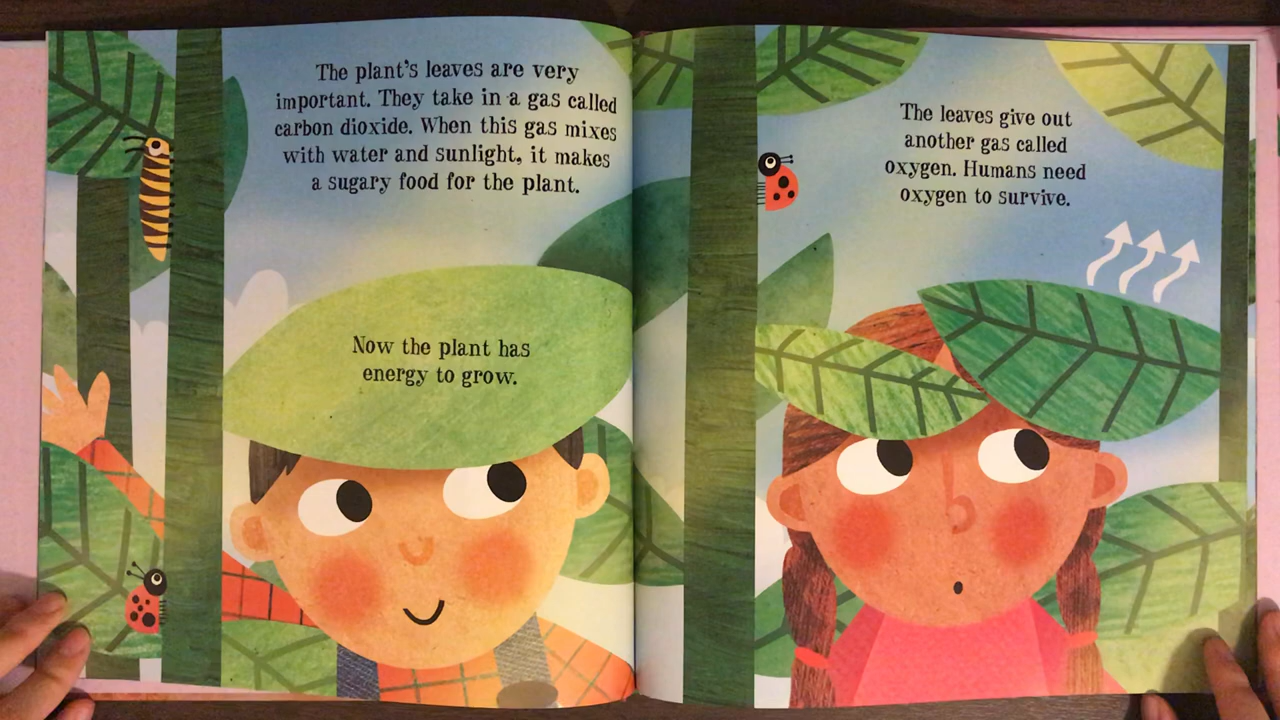 The plant's leaves are very
important. They take in a gas called
carbon dioxide. When this gas mixes
with water and sunlight, it makes
a sugary food for the plant.
Now the plant has
energy to grow.
The leaves give out
another gas called
oxygen. Humans need
oxygen to survive.